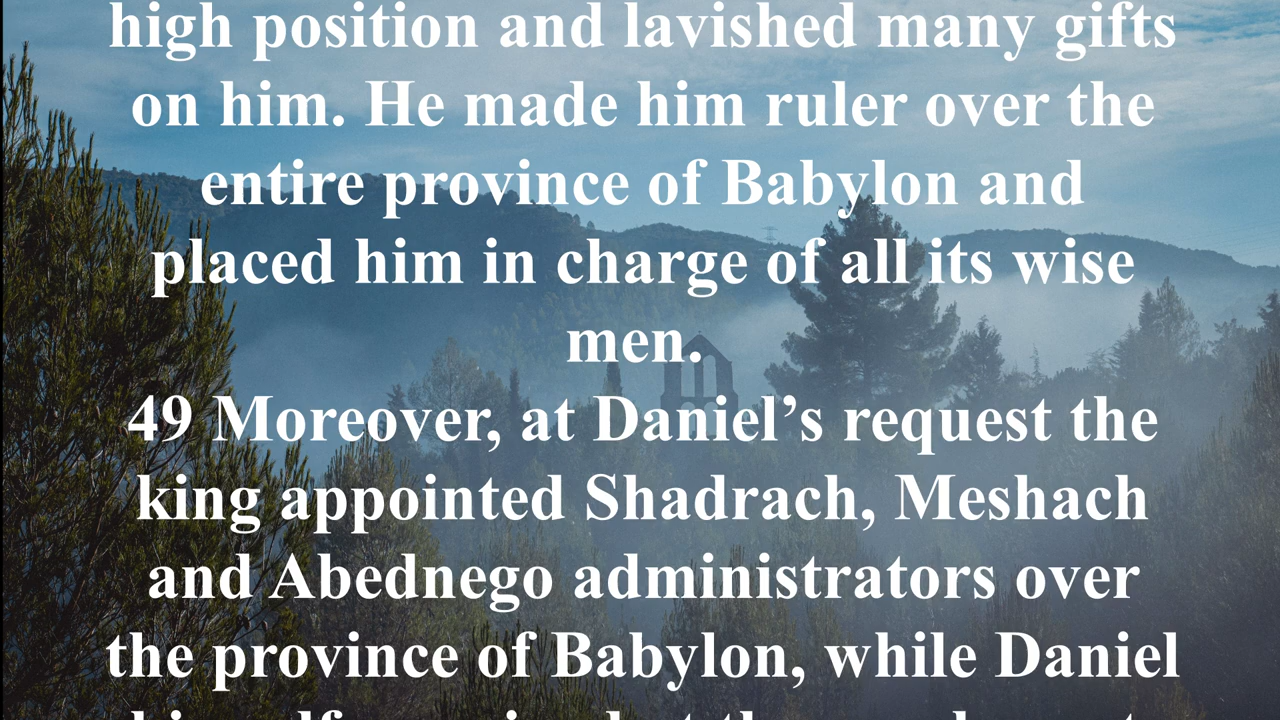 high position and lavished many gifts
on him. He made him ruler over the
entire province of Babylon and
placed him in charge of all its wise
men.
49 Moreover, at Daniel’s request the
king appointed Shadrach, Meshach
and Abednego administrators over
the province of Babylon, while Daniel